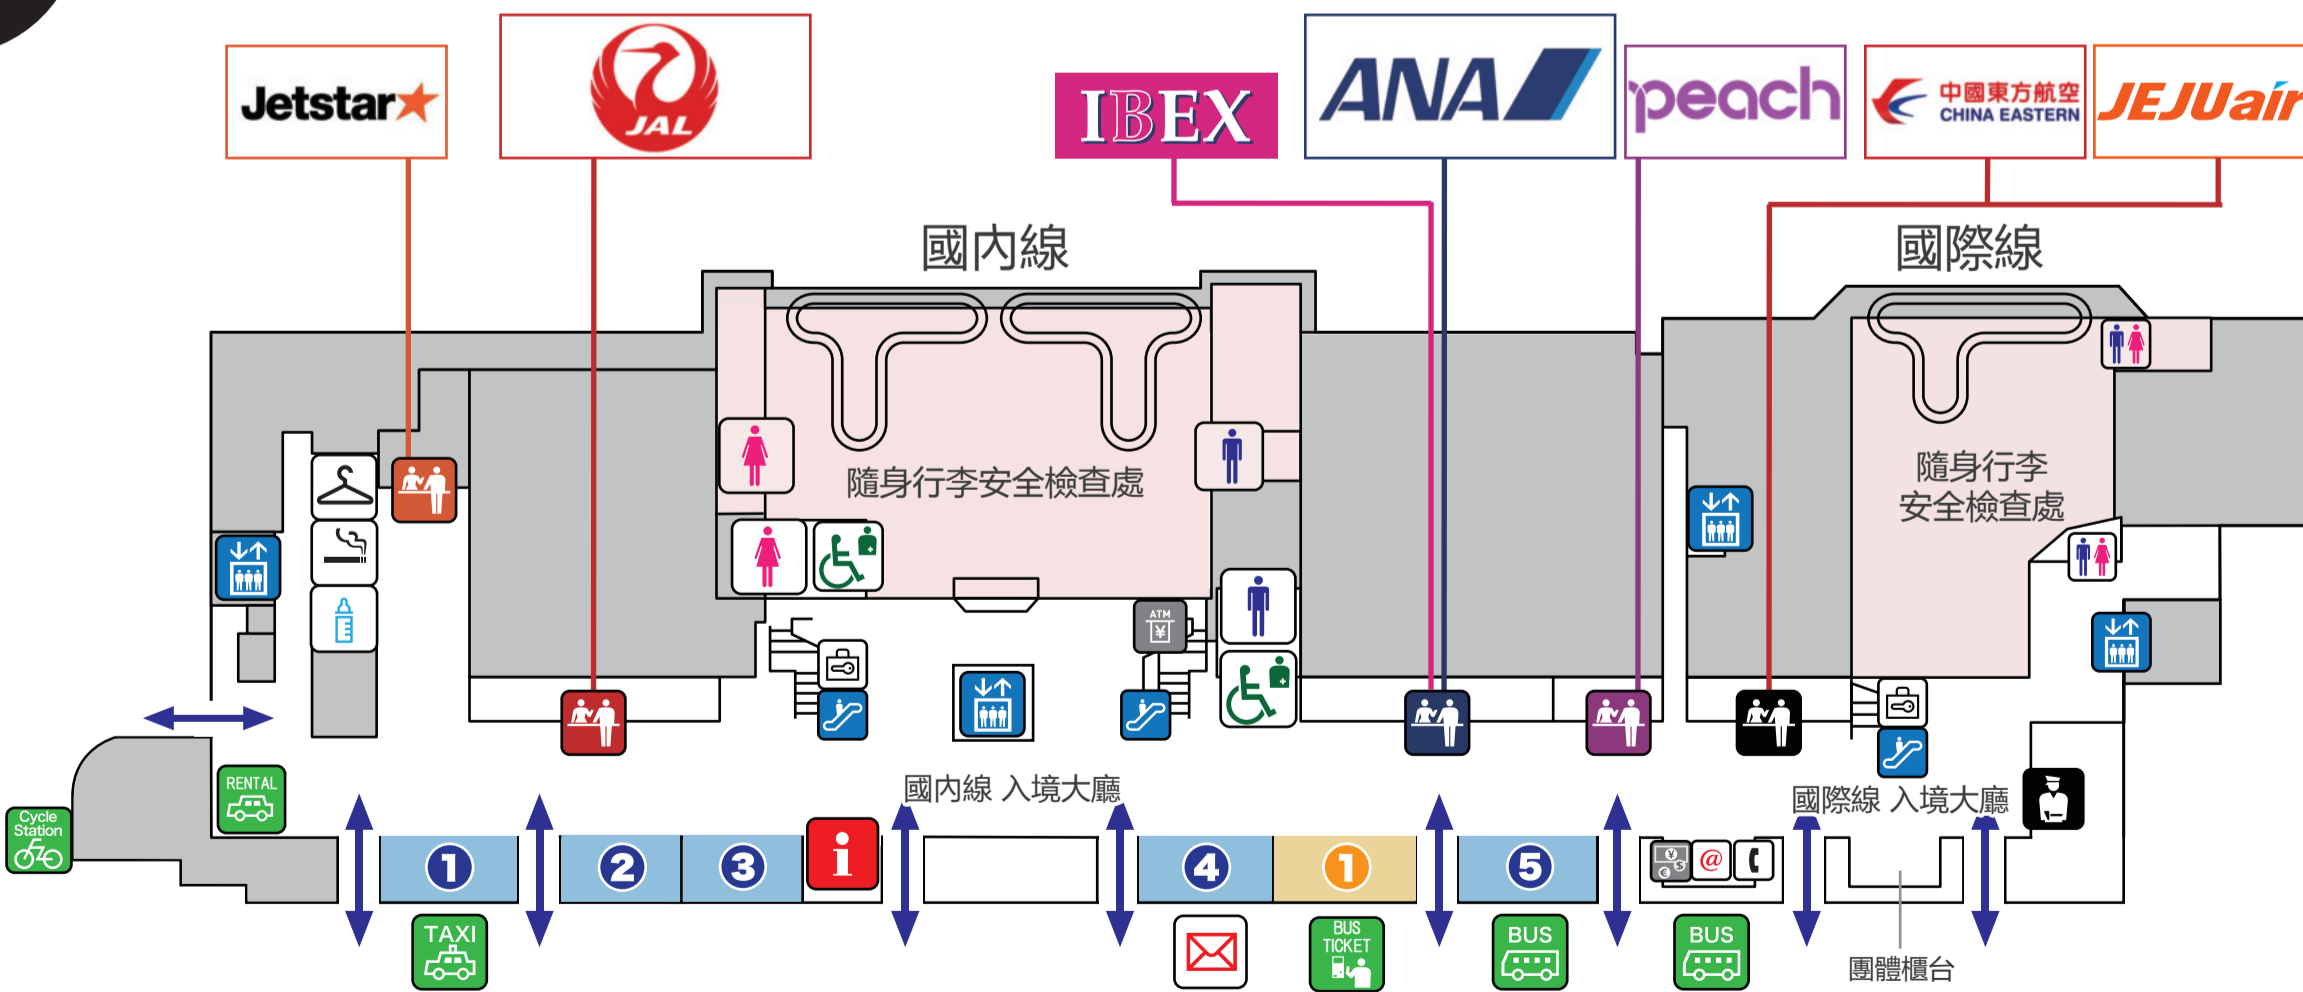 Jetstar
JAL
IBEX
ANA
peach
中國東方航空
CHINA EASTERN
JEJUair
國內線
國際線
隨身行李安全檢查處
隨身行李
安全檢查處
ATM
¥
國內線 入境大廳
國際線 入境大廳
RENTAL
Cycle
Station
1
2
3
i
4
1
5
¥
$
€
@
TAXI
BUS
TICKET
BUS
BUS
團體櫃台